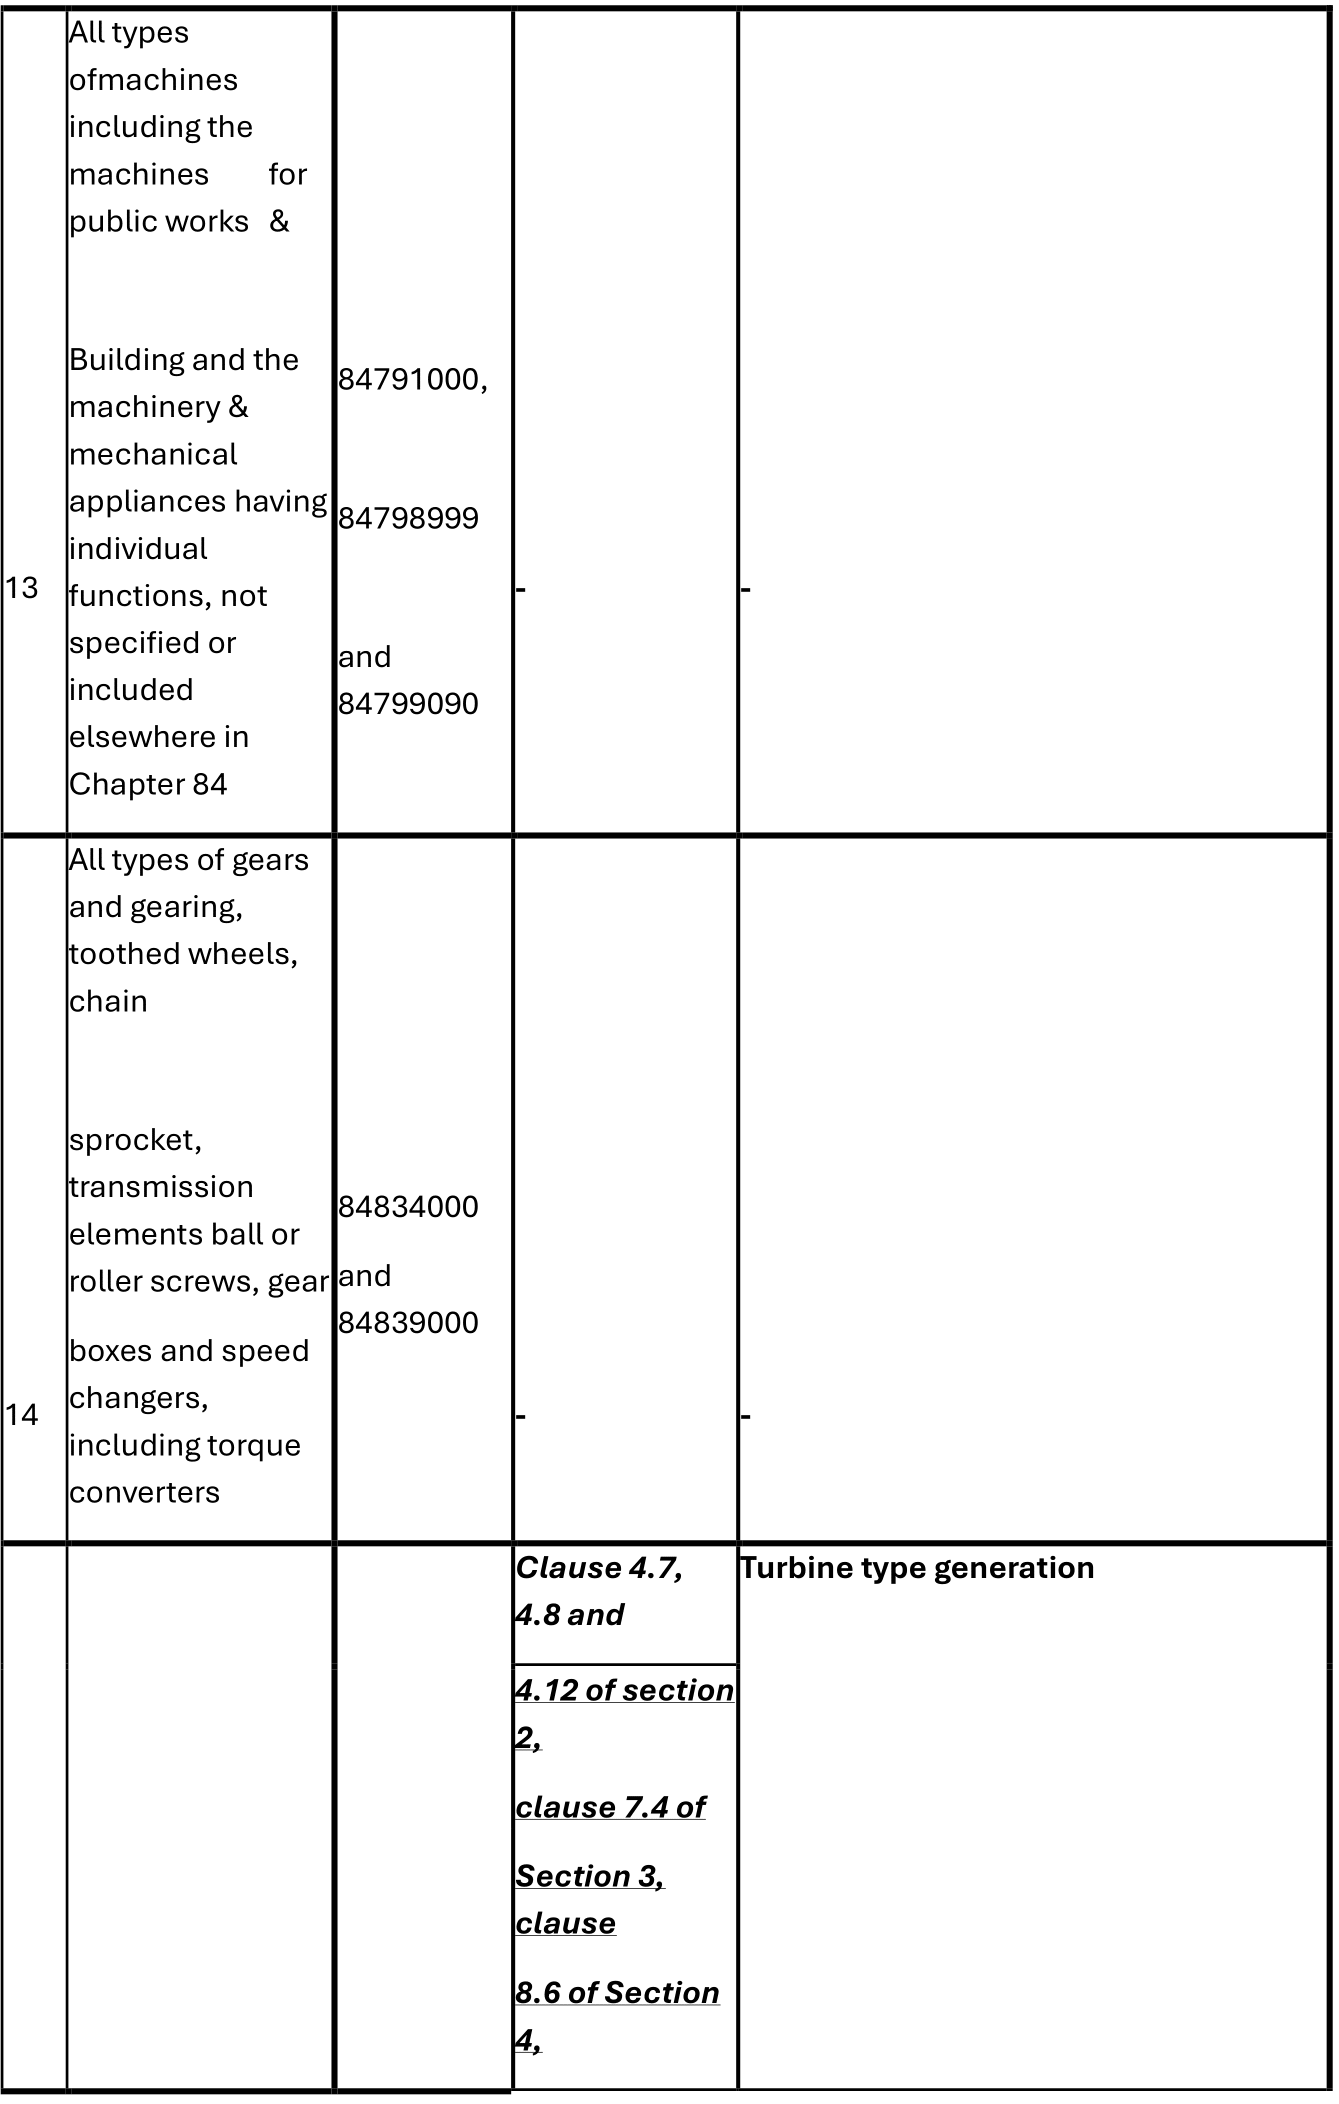 All types
ofmachines
including the
machines for
public works &
Building and the
machinery &
mechanical
appliances having
individual
functions, not
specified or
included
elsewhere in
Chapter 84
13
84791000,
84798999
and
84799090
-
-
All types of gears
and gearing,
toothed wheels,
chain
sprocket,
transmission
elements ball or
roller screws, gear
boxes and speed
changers,
including torque
converters
14
84834000
and
84839000
-
-
Clause 4.7,
4.8 and
4.12 of section
2,
clause 7.4 of
Section 3,
clause
8.6 of Section
4,
Turbine type generation